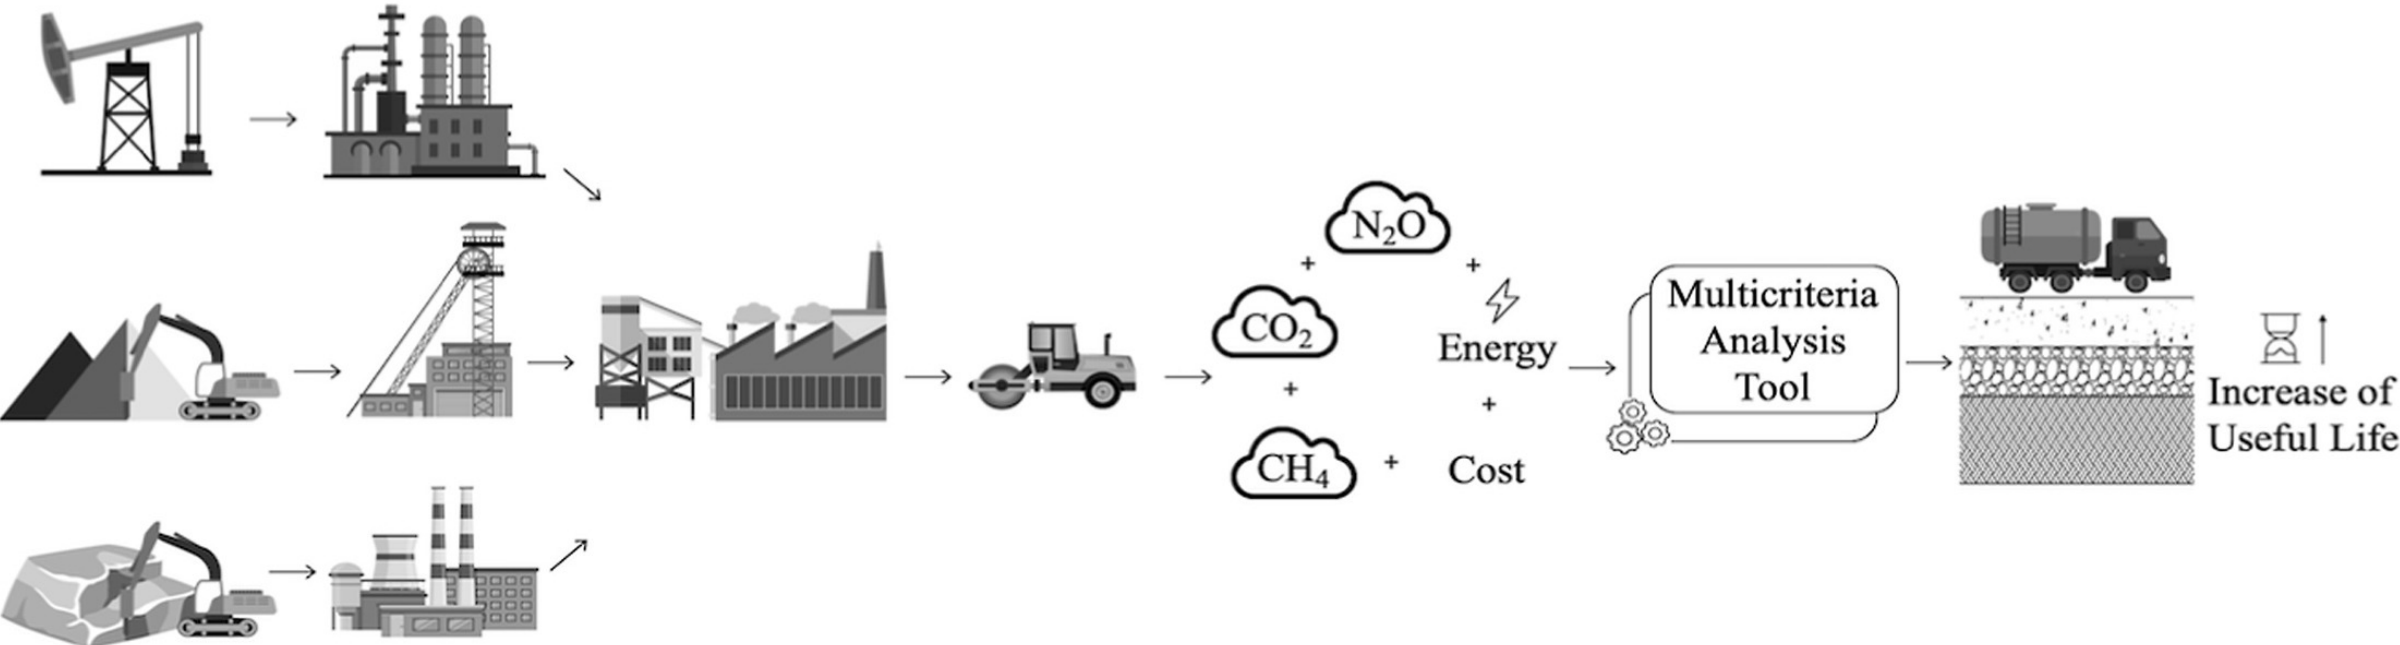 N₂O
CO₂
CH₄
+
+
+
+
+
Energy
Cost
Multicriteria
Analysis
Tool
Increase of
Useful Life